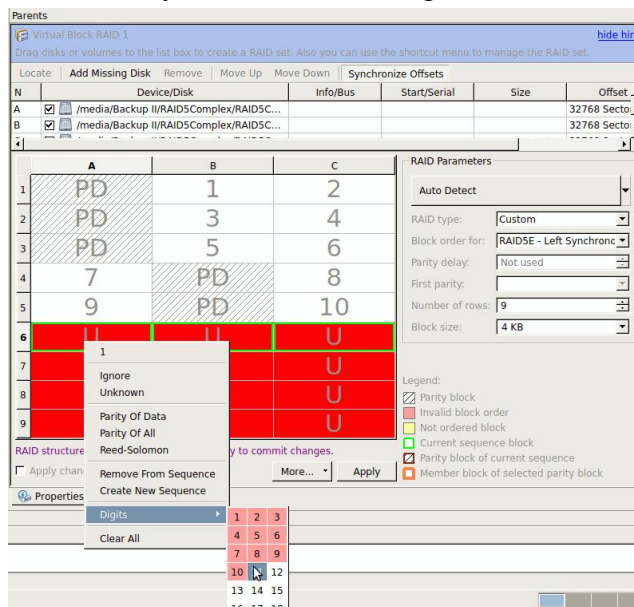 Parents
Virtual Block RAID 1 hide hin
Drag disks or volumes to the list box to create a RAID set. Also you can use the shortcut menu to manage the RAID set.
Locate Add Missing Disk Remove Move Up Move Down Synchronize Offsets
N Device/Disk Info/Bus Start/Serial Size Offset
A /media/Backup II/RAID5Complex/RAID5C... 32768 Secto
B /media/Backup II/RAID5Complex/RAID5C... 32768 Secto
A B C
1 PD 1 2
2 PD 3 4
3 PD 5 6
4 7 PD 8
5 9 PD 10
6 U U U
7 U
8 U
9 U
RAID Parameters
Auto Detect
RAID type: Custom
Block order for: RAID5E - Left Synchrono
Parity delay: Not used
First parity:
Number of rows: 9
Block size: 4 KB
Legend:
Parity block
Invalid block order
Not ordered block
Current sequence block
Parity block of current sequence
Member block of selected parity block
1
Ignore
Unknown
Parity Of Data
Parity Of All
Reed-Solomon
Remove From Sequence
Create New Sequence
Digits
Clear All
1 2 3
4 5 6
7 8 9
10 12
13 14 15
16 17 18
RAID structure y to commit changes.
Apply chan More... Apply
Properties